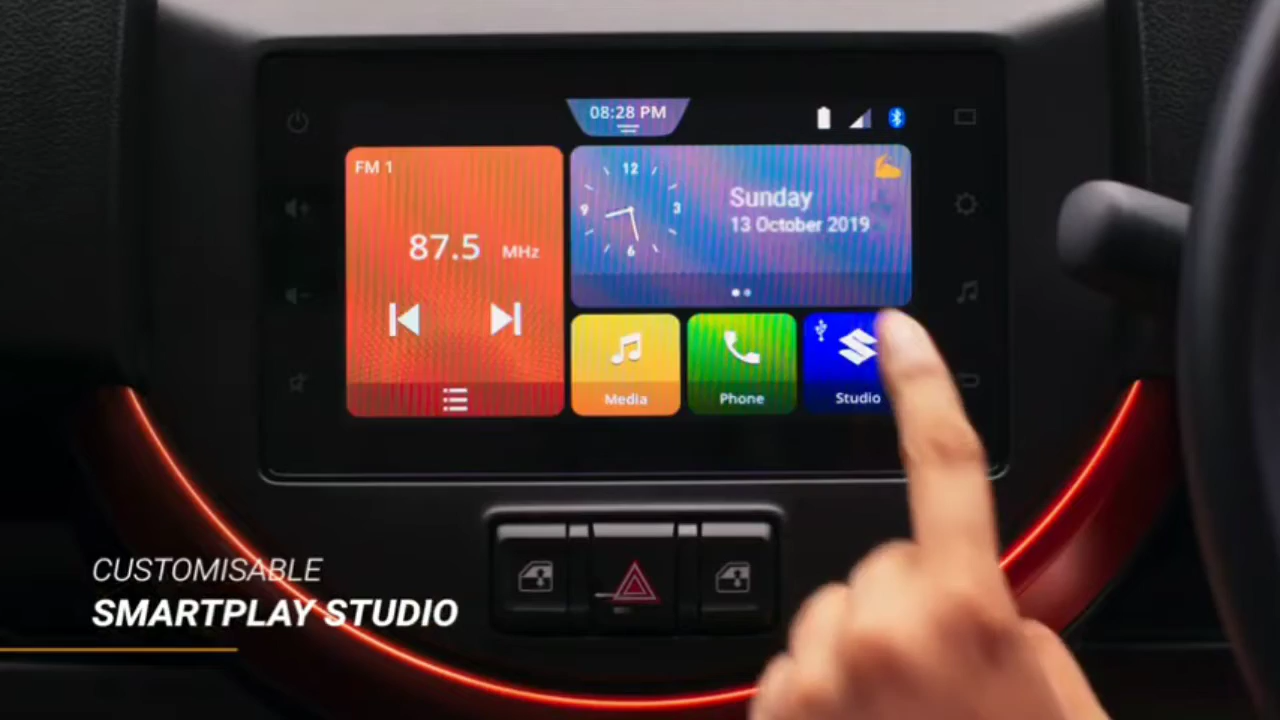 08:28 PM
FM 1
87.5 MHz
12
9
3
6
Sunday
13 October 2019
Media
Phone
Studio
CUSTOMISABLE
SMARTPLAY STUDIO